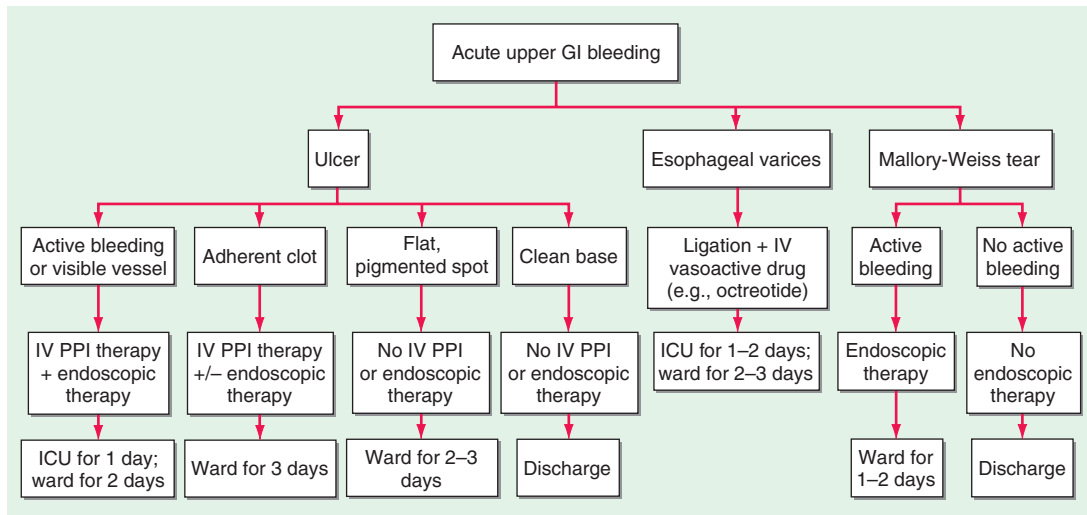 Acute upper GI bleeding
Ulcer
Esophageal varices
Mallory-Weiss tear
Active bleeding
or visible vessel
Adherent clot
Flat,
pigmented spot
Clean base
Ligation + IV
vasoactive drug
(e.g., octreotide)
Active
bleeding
No active
bleeding
IV PPI therapy
+ endoscopic
therapy
IV PPI therapy
+/– endoscopic
therapy
No IV PPI
or endoscopic
therapy
No IV PPI
or endoscopic
therapy
ICU for 1–2 days;
ward for 2–3 days
Endoscopic
therapy
No
endoscopic
therapy
ICU for 1 day;
ward for 2 days
Ward for 3 days
Ward for 2–3
days
Discharge
Ward for
1–2 days
Discharge